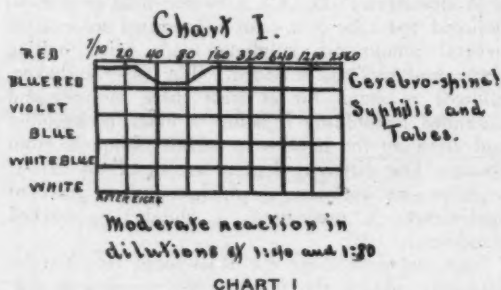 Chart I.
RED 1/10 20 40 80 160 320 640 1280 2560
BLUERED
VIOLET
BLUE
WHITEBLUE
WHITE
Cerebro-spinal
Syphilis and
Tabes.
Moderate reaction in
dilutions of 1:40 and 1:80
CHART I